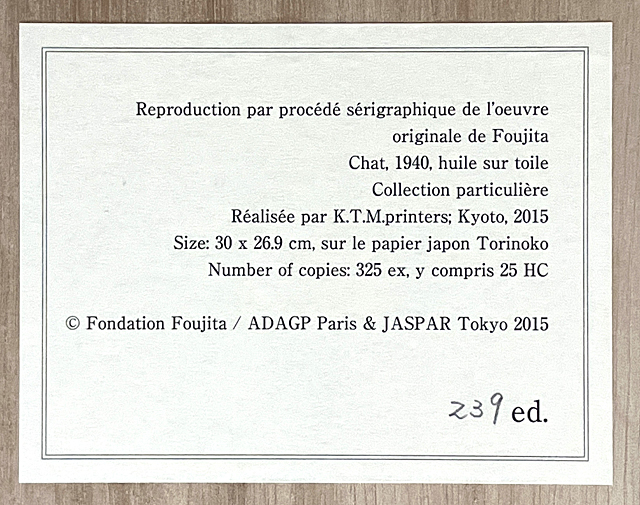 Reproduction par procédé sérigraphique de l'oeuvre
originale de Foujita
Chat, 1940, huile sur toile
Collection particulière
Réalisée par K.T.M.printers; Kyoto, 2015
Size: 30 x 26.9 cm, sur le papier japon Torinoko
Number of copies: 325 ex, y compris 25 HC
© Fondation Foujita / ADAGP Paris & JASPAR Tokyo 2015
239 ed.